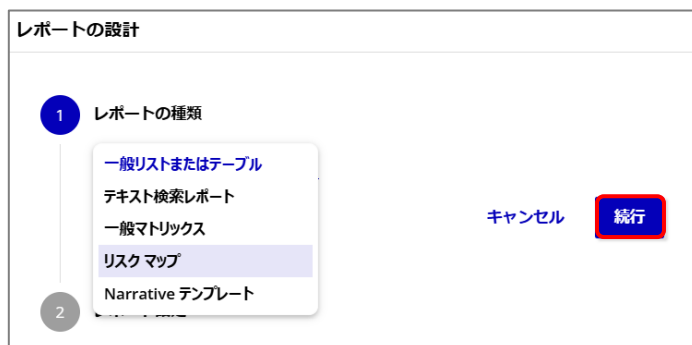 レポートの設計
1 レポートの種類
一般リストまたはテーブル
テキスト検索レポート
一般マトリックス
キャンセル 続行
リスク マップ
Narrative テンプレート
2